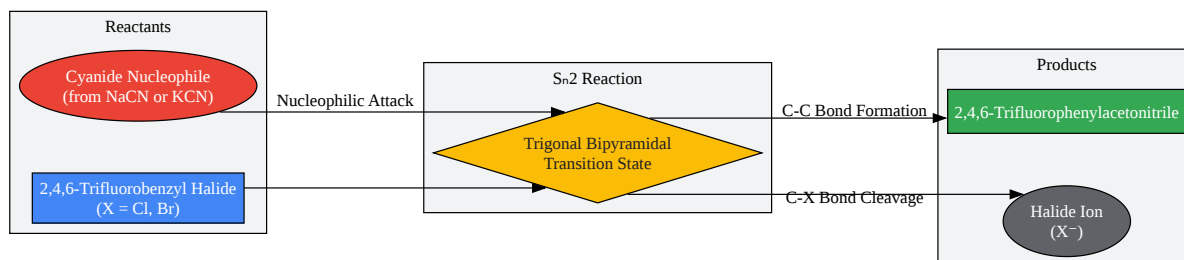 Reactants
Cyanide Nucleophile
(from NaCN or KCN)
2,4,6-Trifluorobenzyl Halide
(X = Cl, Br)
Nucleophilic Attack
Sₙ2 Reaction
Trigonal Bipyramidal
Transition State
C-C Bond Formation
C-X Bond Cleavage
Products
2,4,6-Trifluorophenylacetonitrile
Halide Ion
(X⁻)